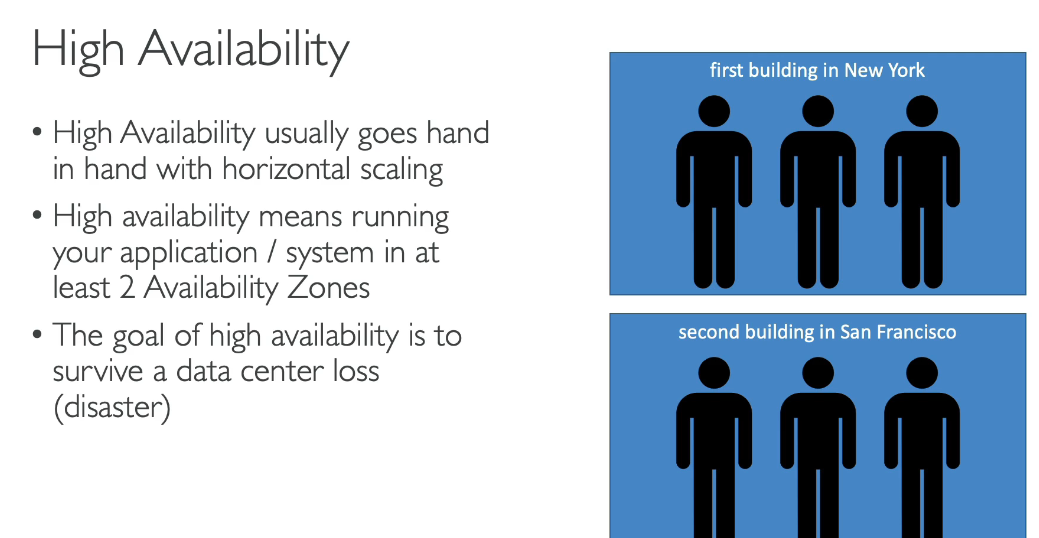 High Availability
• High Availability usually goes hand
in hand with horizontal scaling
• High availability means running
your application / system in at
least 2 Availability Zones
• The goal of high availability is to
survive a data center loss
(disaster)
first building in New York
second building in San Francisco